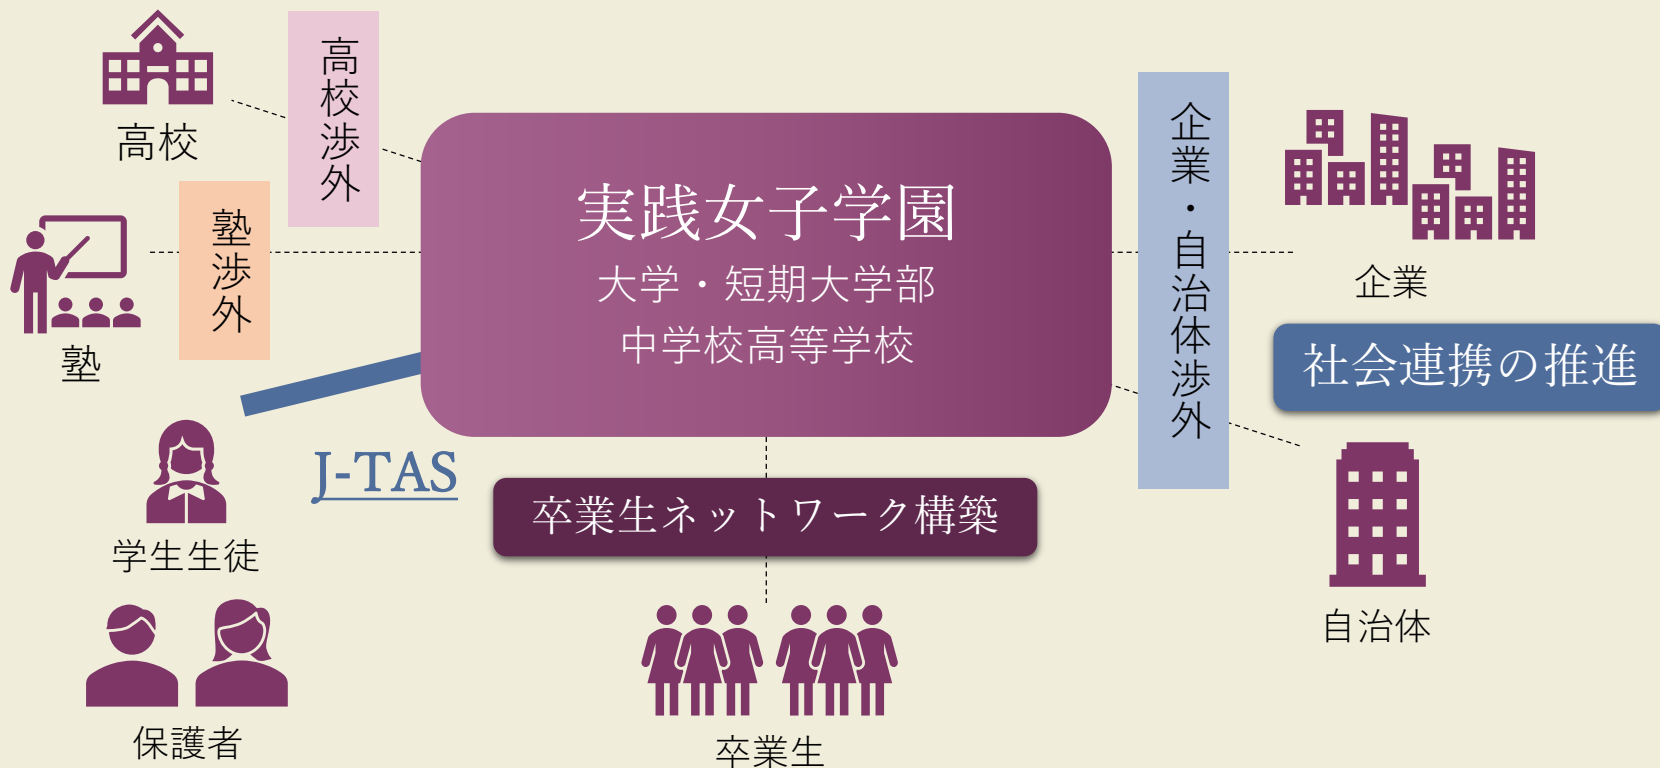 高校
高校渉外
塾
塾渉外
実践女子学園
大学・短期大学部
中学校高等学校
企業・自治体渉外
企業
社会連携の推進
自治体
J-TAS
学生生徒
保護者
卒業生ネットワーク構築
卒業生